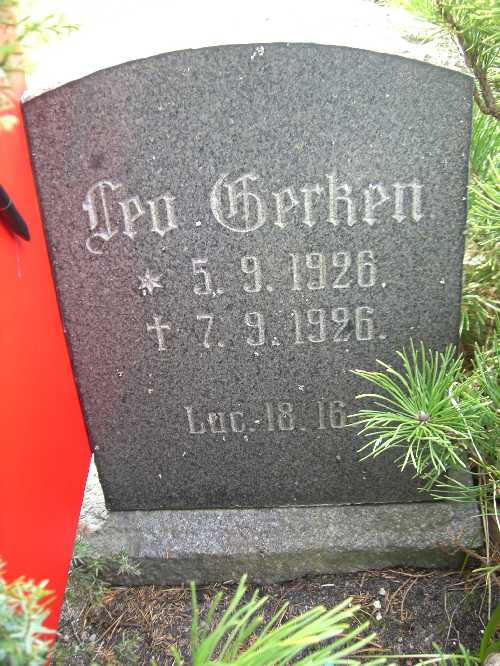 Leo Gerken.
* 5. 9. 1926.
† 7. 9. 1926.
Luc. 18. 16.